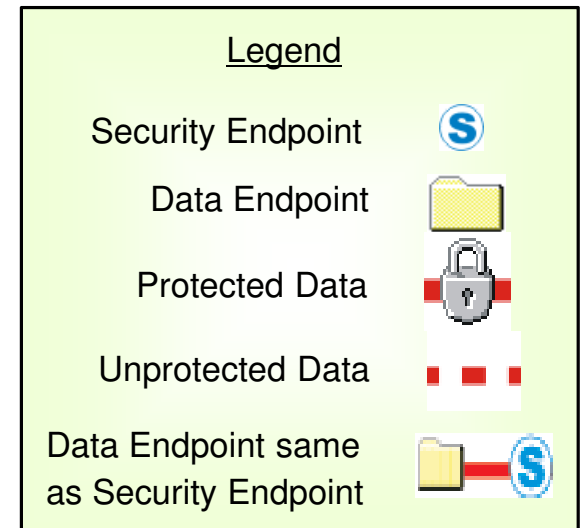 Legend
Security Endpoint S
Data Endpoint
Protected Data
Unprotected Data
Data Endpoint same
as Security Endpoint S